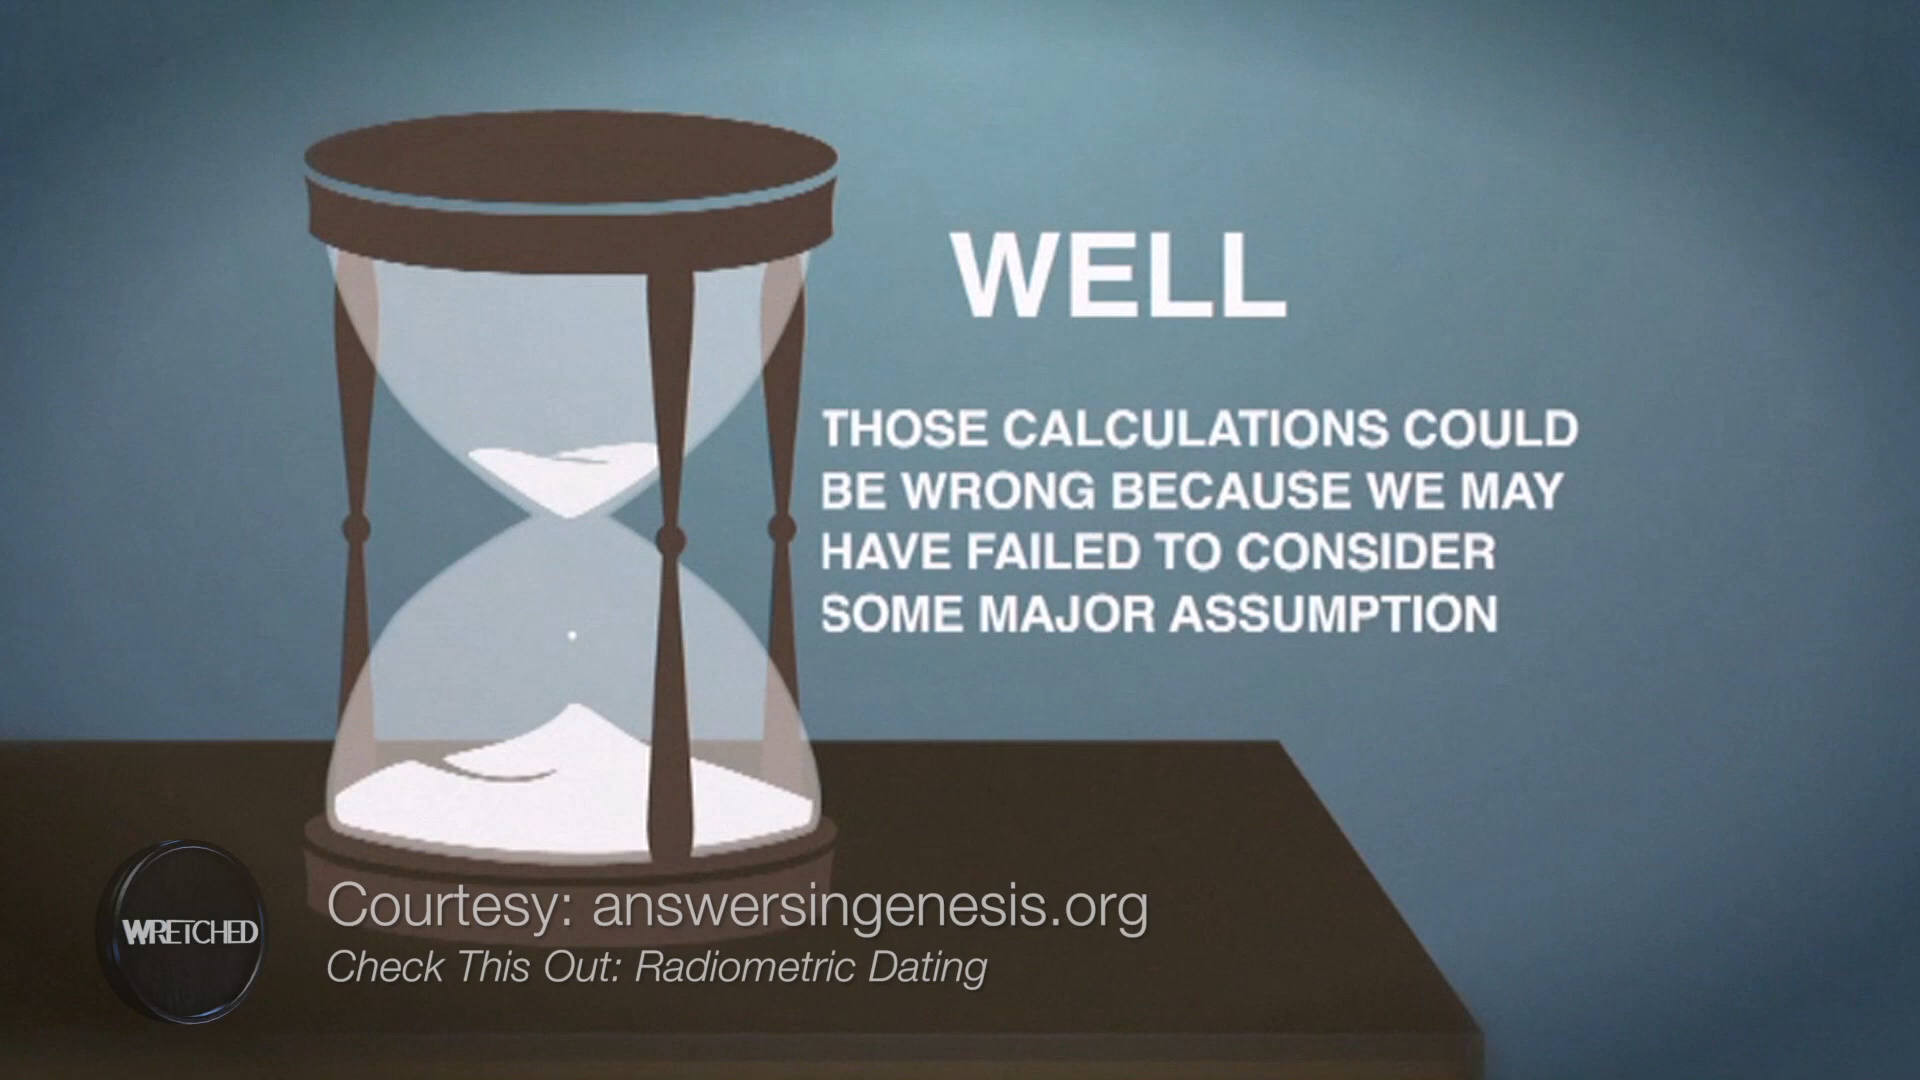 WELL
THOSE CALCULATIONS COULD
BE WRONG BECAUSE WE MAY
HAVE FAILED TO CONSIDER
SOME MAJOR ASSUMPTION
WRETCHED
Courtesy: answersingenesis.org
Check This Out: Radiometric Dating